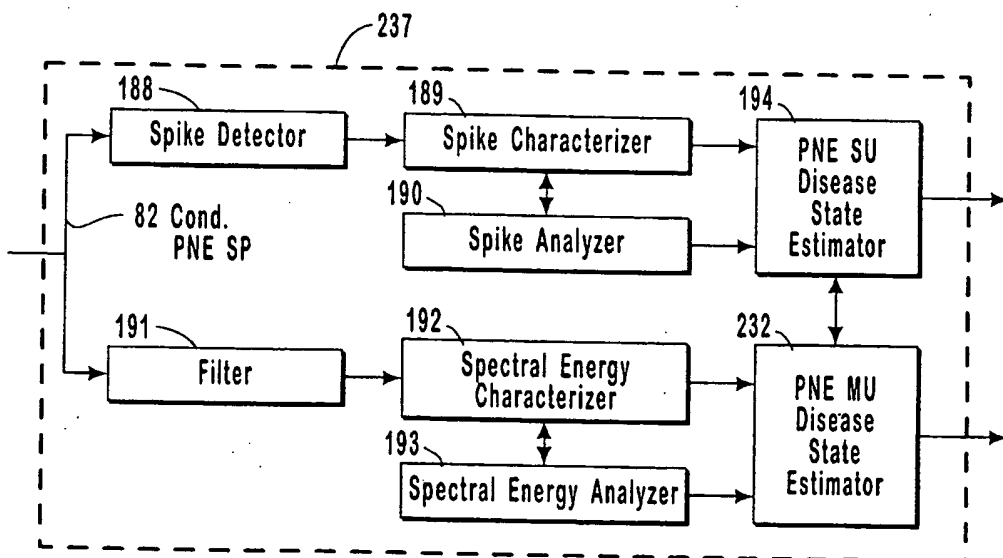 237
188
Spike Detector
189
Spike Characterizer
194
PNE SU
Disease
State
Estimator
82 Cond.
PNE SP
190
Spike Analyzer
191
Filter
192
Spectral Energy
Characterizer
232
PNE MU
Disease
State
Estimator
193
Spectral Energy Analyzer